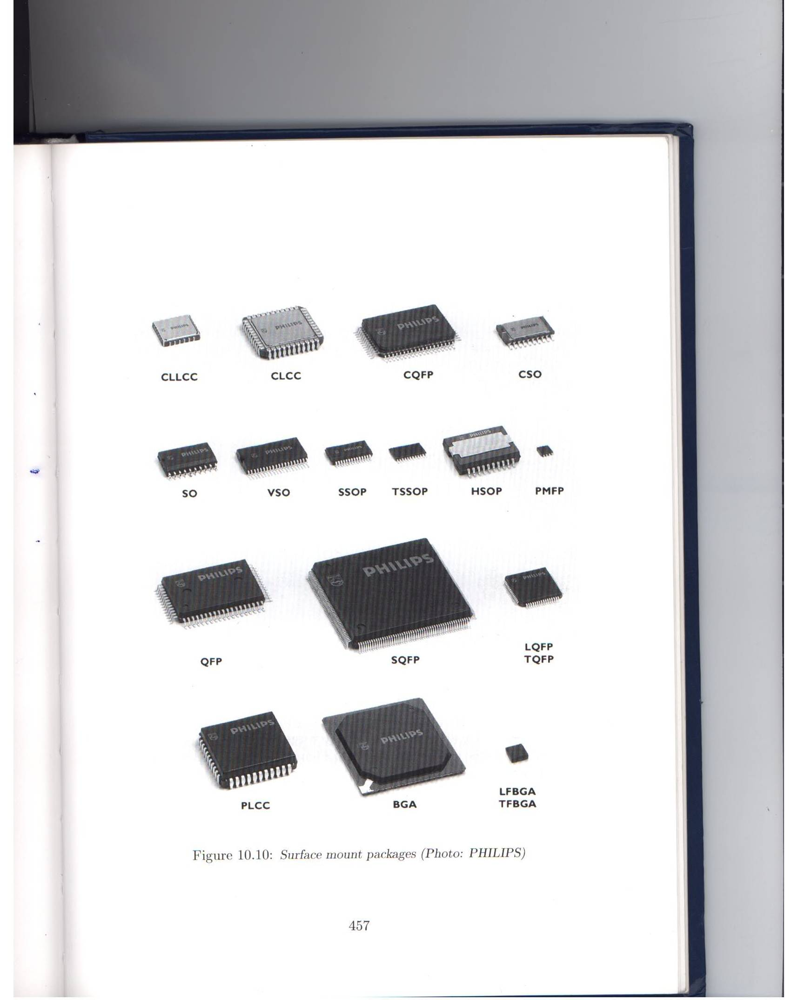 PHILIPS PHILIPS PHILIPS PHILIPS
CLLCC CLCC CQFP CSO
PHILIPS PHILIPS PHILIPS PHILIPS
SO VSO SSOP TSSOP HSOP PMFP
PHILIPS PHILIPS PHILIPS
QFP SQFP LQFP
TQFP
PHILIPS PHILIPS
PLCC BGA LFBGA
TFBGA
Figure 10.10: Surface mount packages (Photo: PHILIPS)
457